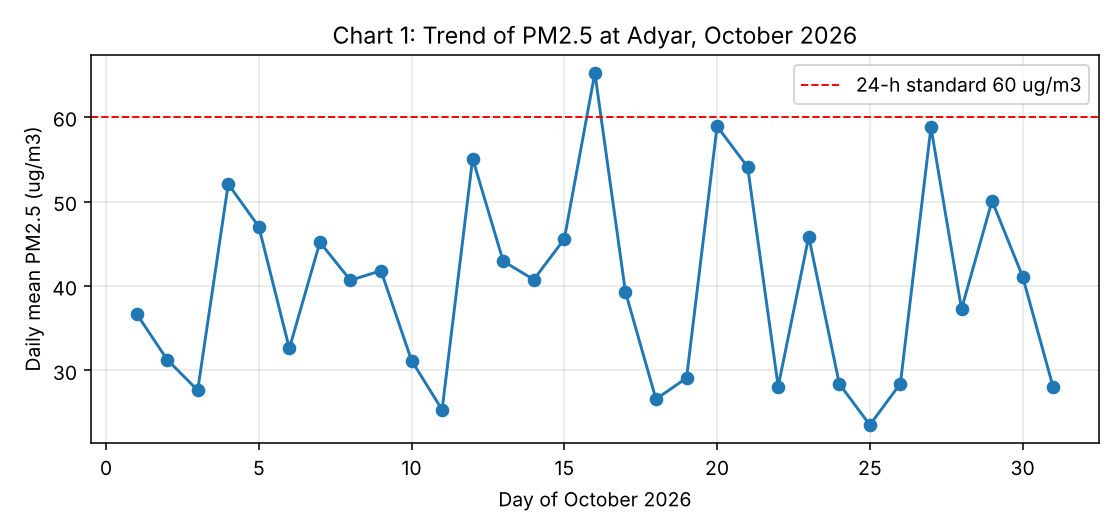 Chart 1: Trend of PM2.5 at Adyar, October 2026
24-h standard 60 ug/m3
Daily mean PM2.5 (ug/m3)
60
50
40
30
0 5 10 15 20 25 30
Day of October 2026